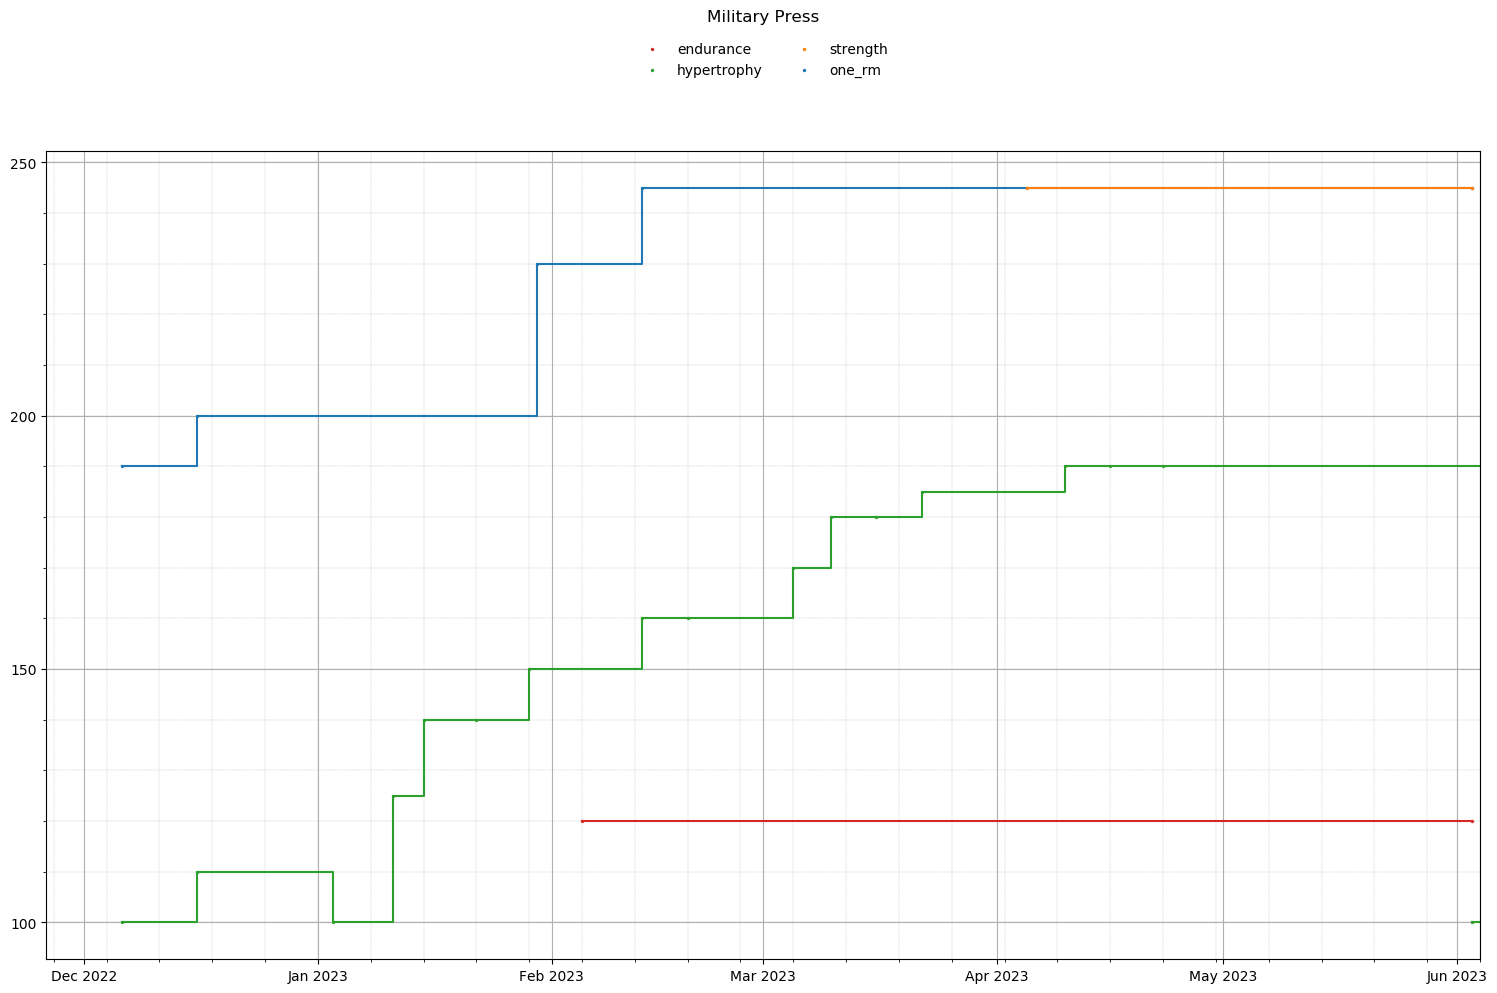 Military Press
endurance
hypertrophy
strength
one_rm
250
200
150
100
Dec 2022
Jan 2023
Feb 2023
Mar 2023
Apr 2023
May 2023
Jun 2023